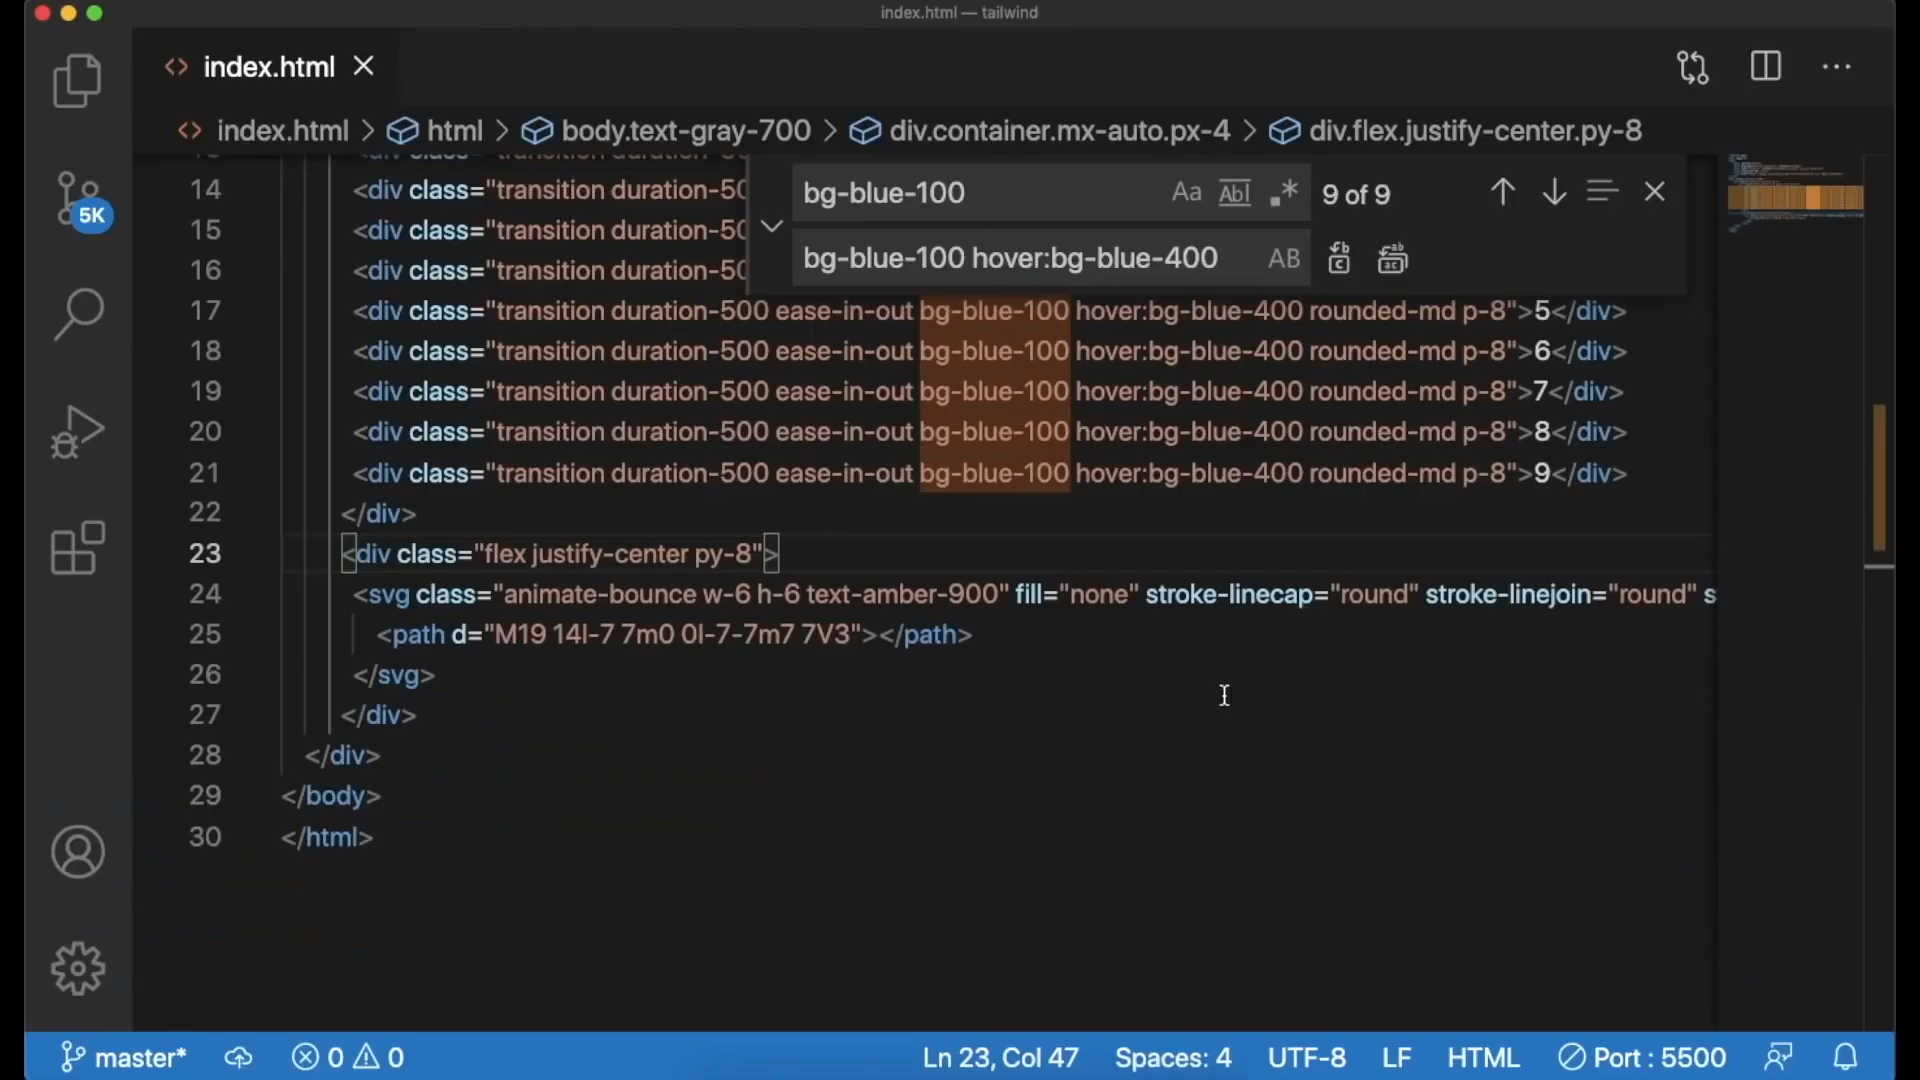 index.html — tailwind
index.html
index.html > html > body.text-gray-700 > div.container.mx-auto.px-4 > div.flex.justify-center.py-8
bg-blue-100 Aa Abl .* 9 of 9
bg-blue-100 hover:bg-blue-400 AB
5K
14 <div class="transition duration-50
15 <div class="transition duration-50
16 <div class="transition duration-50
17 <div class="transition duration-500 ease-in-out bg-blue-100 hover:bg-blue-400 rounded-md p-8">5</div>
18 <div class="transition duration-500 ease-in-out bg-blue-100 hover:bg-blue-400 rounded-md p-8">6</div>
19 <div class="transition duration-500 ease-in-out bg-blue-100 hover:bg-blue-400 rounded-md p-8">7</div>
20 <div class="transition duration-500 ease-in-out bg-blue-100 hover:bg-blue-400 rounded-md p-8">8</div>
21 <div class="transition duration-500 ease-in-out bg-blue-100 hover:bg-blue-400 rounded-md p-8">9</div>
22 </div>
23 <div class="flex justify-center py-8">
24 <svg class="animate-bounce w-6 h-6 text-amber-900" fill="none" stroke-linecap="round" stroke-linejoin="round" s
25 <path d="M19 14l-7 7m0 0l-7-7m7 7V3"></path>
26 </svg>
27 </div>
28 </div>
29 </body>
30 </html>
master* 0 0 Ln 23, Col 47 Spaces: 4 UTF-8 LF HTML Port : 5500